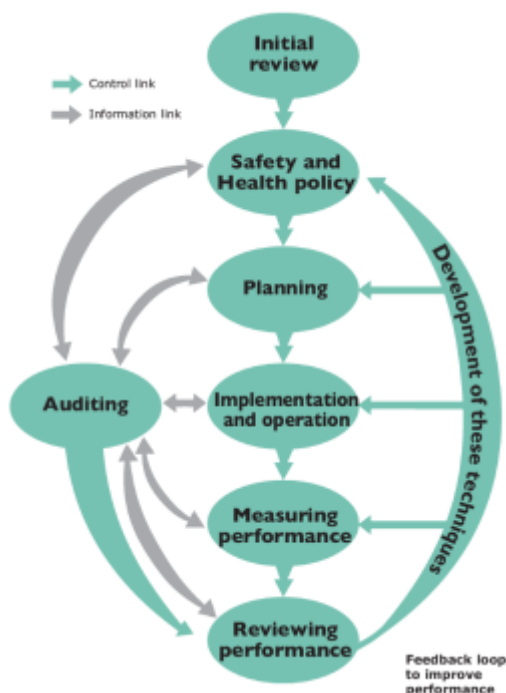 Initial
review
Control link
Information link
Safety and
Health policy
Planning
Auditing
Implementation
and operation
Measuring
performance
Reviewing
performance
Development of these techniques
Feedback loop
to improve
performance